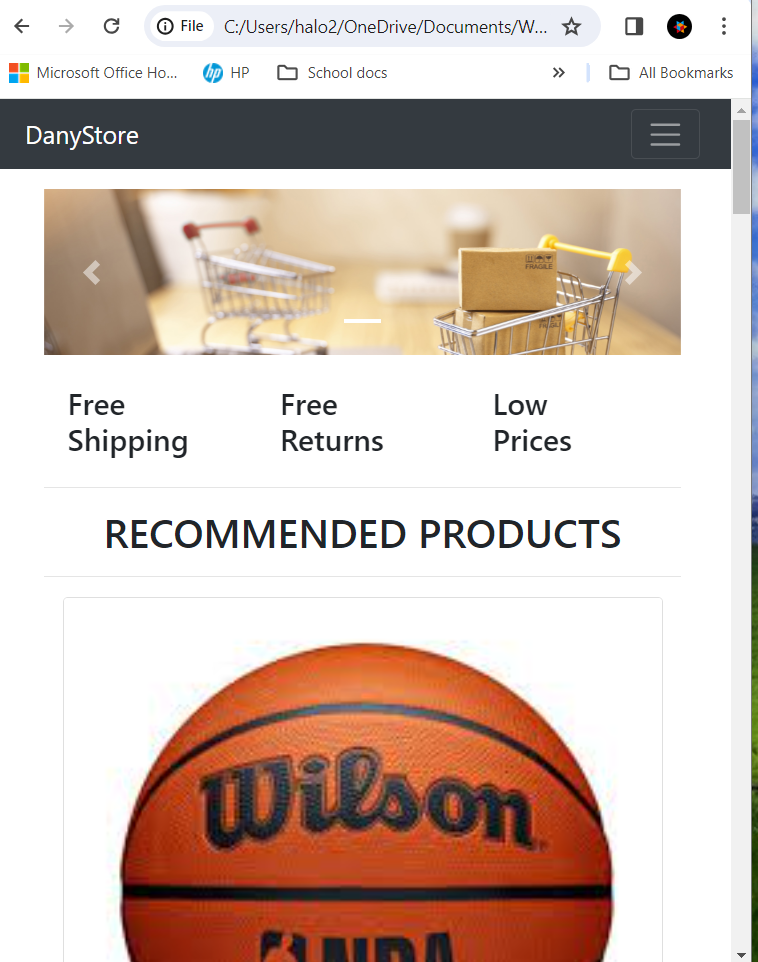 File C:/Users/halo2/OneDrive/Documents/W...
Microsoft Office Ho... HP School docs All Bookmarks
DanyStore
FRAGILE
Free Shipping
Free Returns
Low Prices
RECOMMENDED PRODUCTS
Wilson
NBA